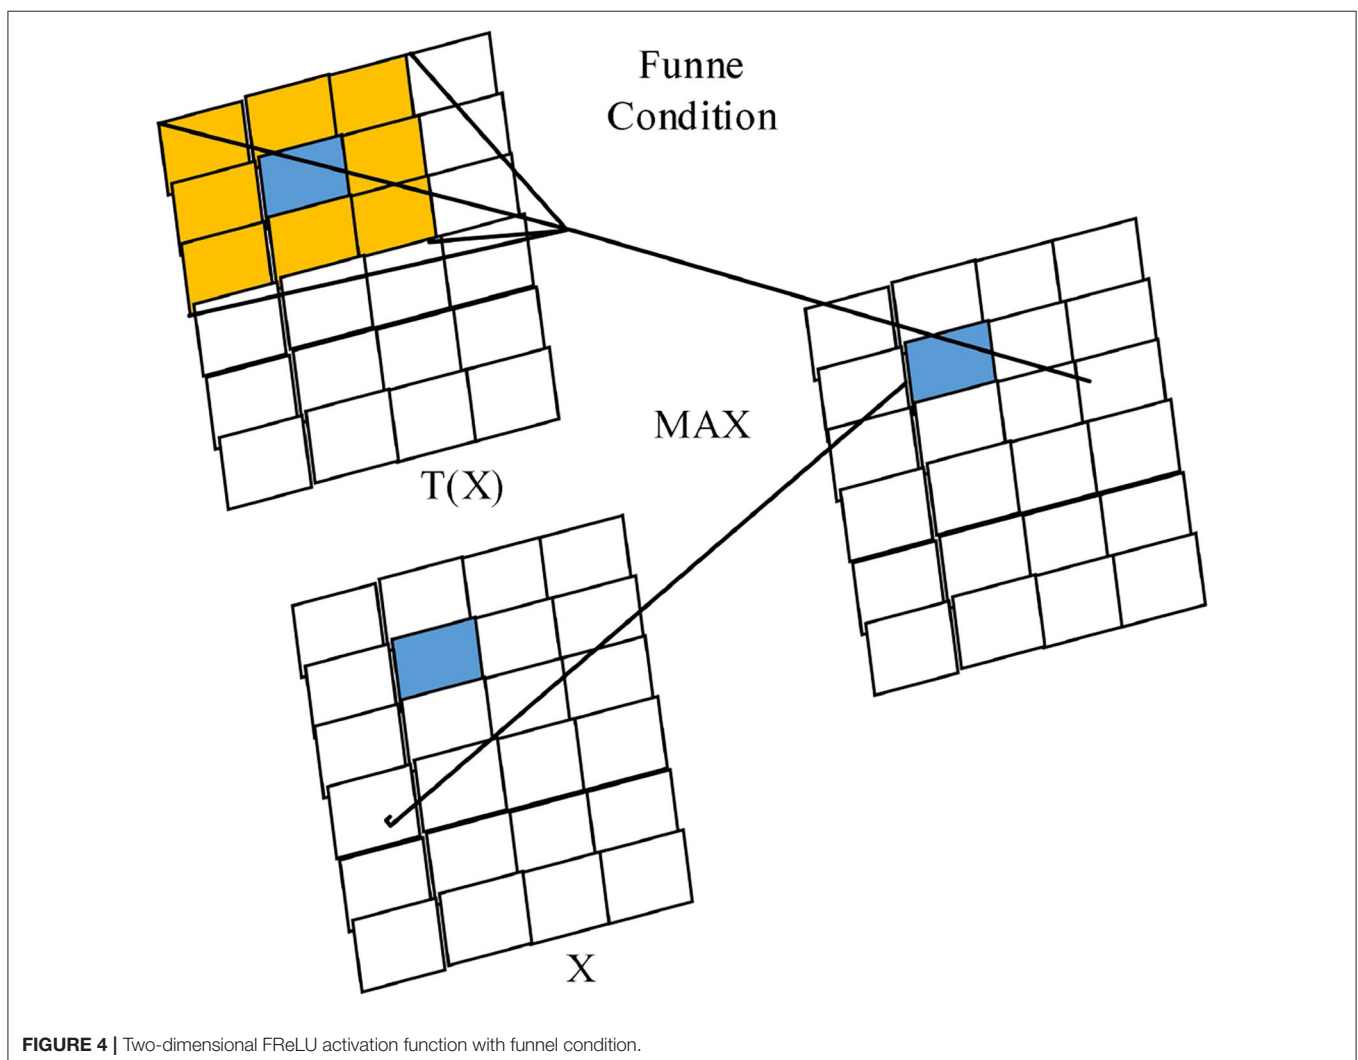 Funne
Condition
MAX
T(X)
X
FIGURE 4 | Two-dimensional FReLU activation function with funnel condition.